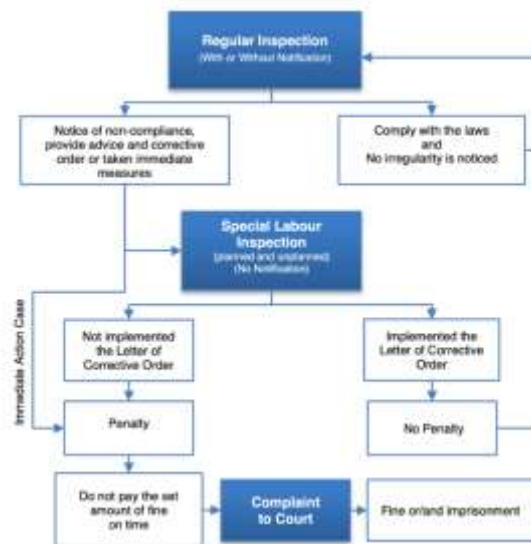 Regular Inspection
(With or Without Notification)
Notice of non-compliance,
provide advice and corrective
order or taken immediate
measures
Comply with the laws
and
No irregularity is noticed
Special Labour
Inspection
(planned and unplanned)
(No Notification)
Immediate Action Case
Not implemented
the Letter of
Corrective Order
Implemented the
Letter of Corrective
Order
Penalty
No Penalty
Do not pay the set
amount of fine
on time
Complaint
to Court
Fine or/and imprisonment